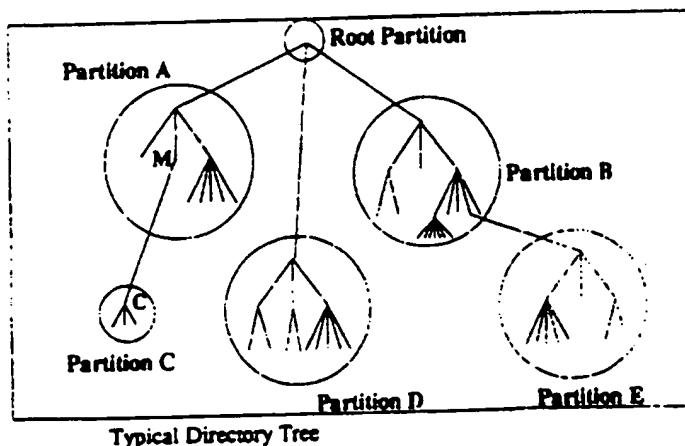 Root Partition
Partition A
M
Partition B
C
Partition C
Partition D
Partition E
Typical Directory Tree